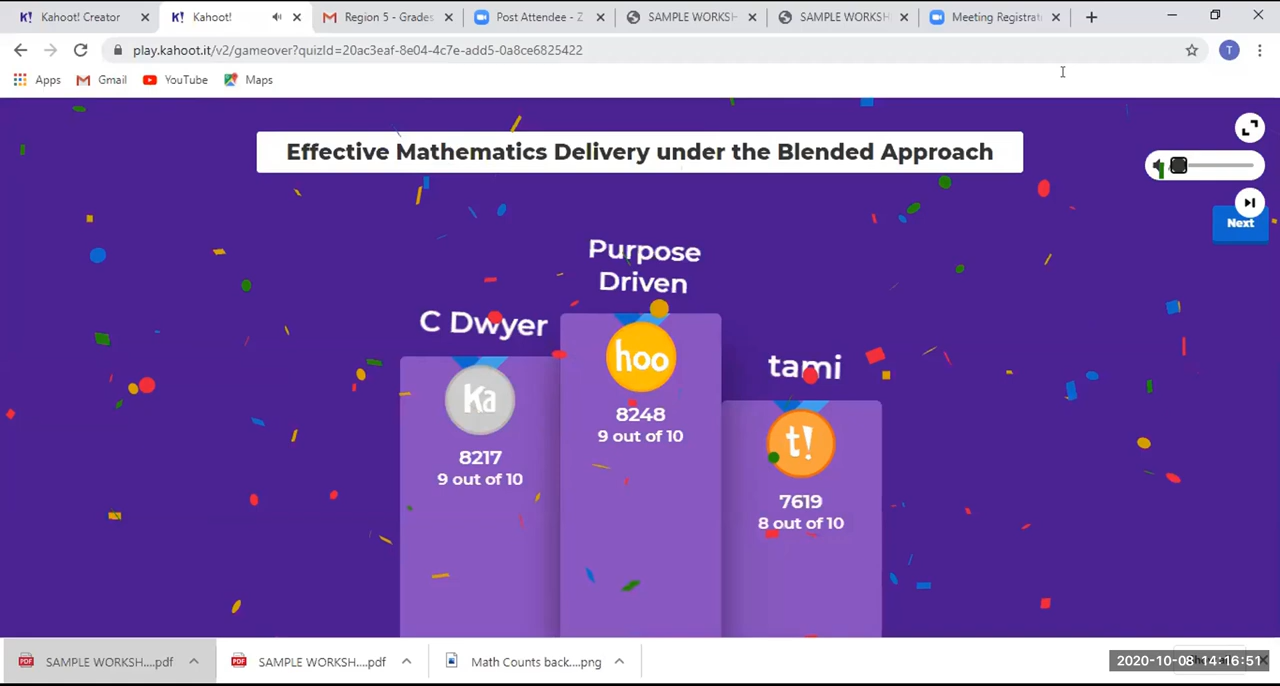 Kahoot! Creator
Kahoot!
Region 5 - Grades
Post Attendee - Z
SAMPLE WORKSH
SAMPLE WORKSH
Meeting Registrat
play.kahoot.it/v2/gameover?quizId=20ac3eaf-8e04-4c7e-add5-0a8ce6825422
T
Apps
Gmail
YouTube
Maps
Effective Mathematics Delivery under the Blended Approach
Next
Purpose
Driven
C Dwyer
tami
hoo
8248
9 out of 10
Ka
8217
9 out of 10
t!
7619
8 out of 10
SAMPLE WORKSH....pdf
SAMPLE WORKSH....pdf
Math Counts back....png
2020-10-08 14:16:51